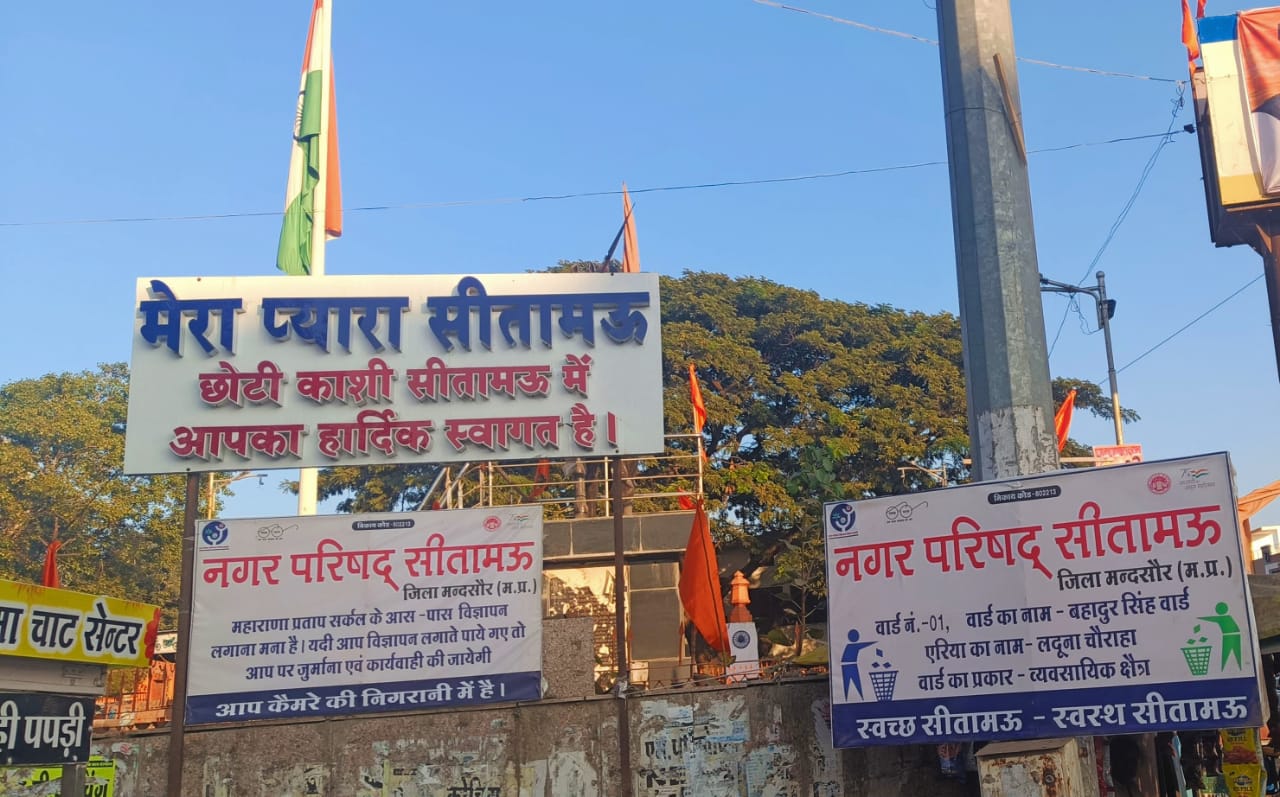 मेरा प्यारा सीतामऊ
छोटी काशी सीतामऊ में
आपका हार्दिक स्वागत है।
निकाय कोड - 802213
नगर परिषद् सीतामऊ
जिला मन्दसौर (म.प्र.)
महाराणा प्रताप सर्कल के आस -पास विज्ञापन
लगाना मना है। यदी आप विज्ञापन लगाते पाये गए तो
आप पर जुर्माना एवं कार्यवाही की जायेगी
आप कैमरे की निगरानी में है।
निकाय कोड - 802213
नगर परिषद् सीतामऊ
जिला मन्दसौर (म.प्र.)
वार्ड नं.-01, वार्ड का नाम - बहादुर सिंह वार्ड
एरिया का नाम - लदूना चौराहा
वार्ड का प्रकार - व्यवसायिक क्षैत्र
स्वच्छ सीतामऊ - स्वस्थ सीतामऊ
चाट सेन्टर
पपड़ी